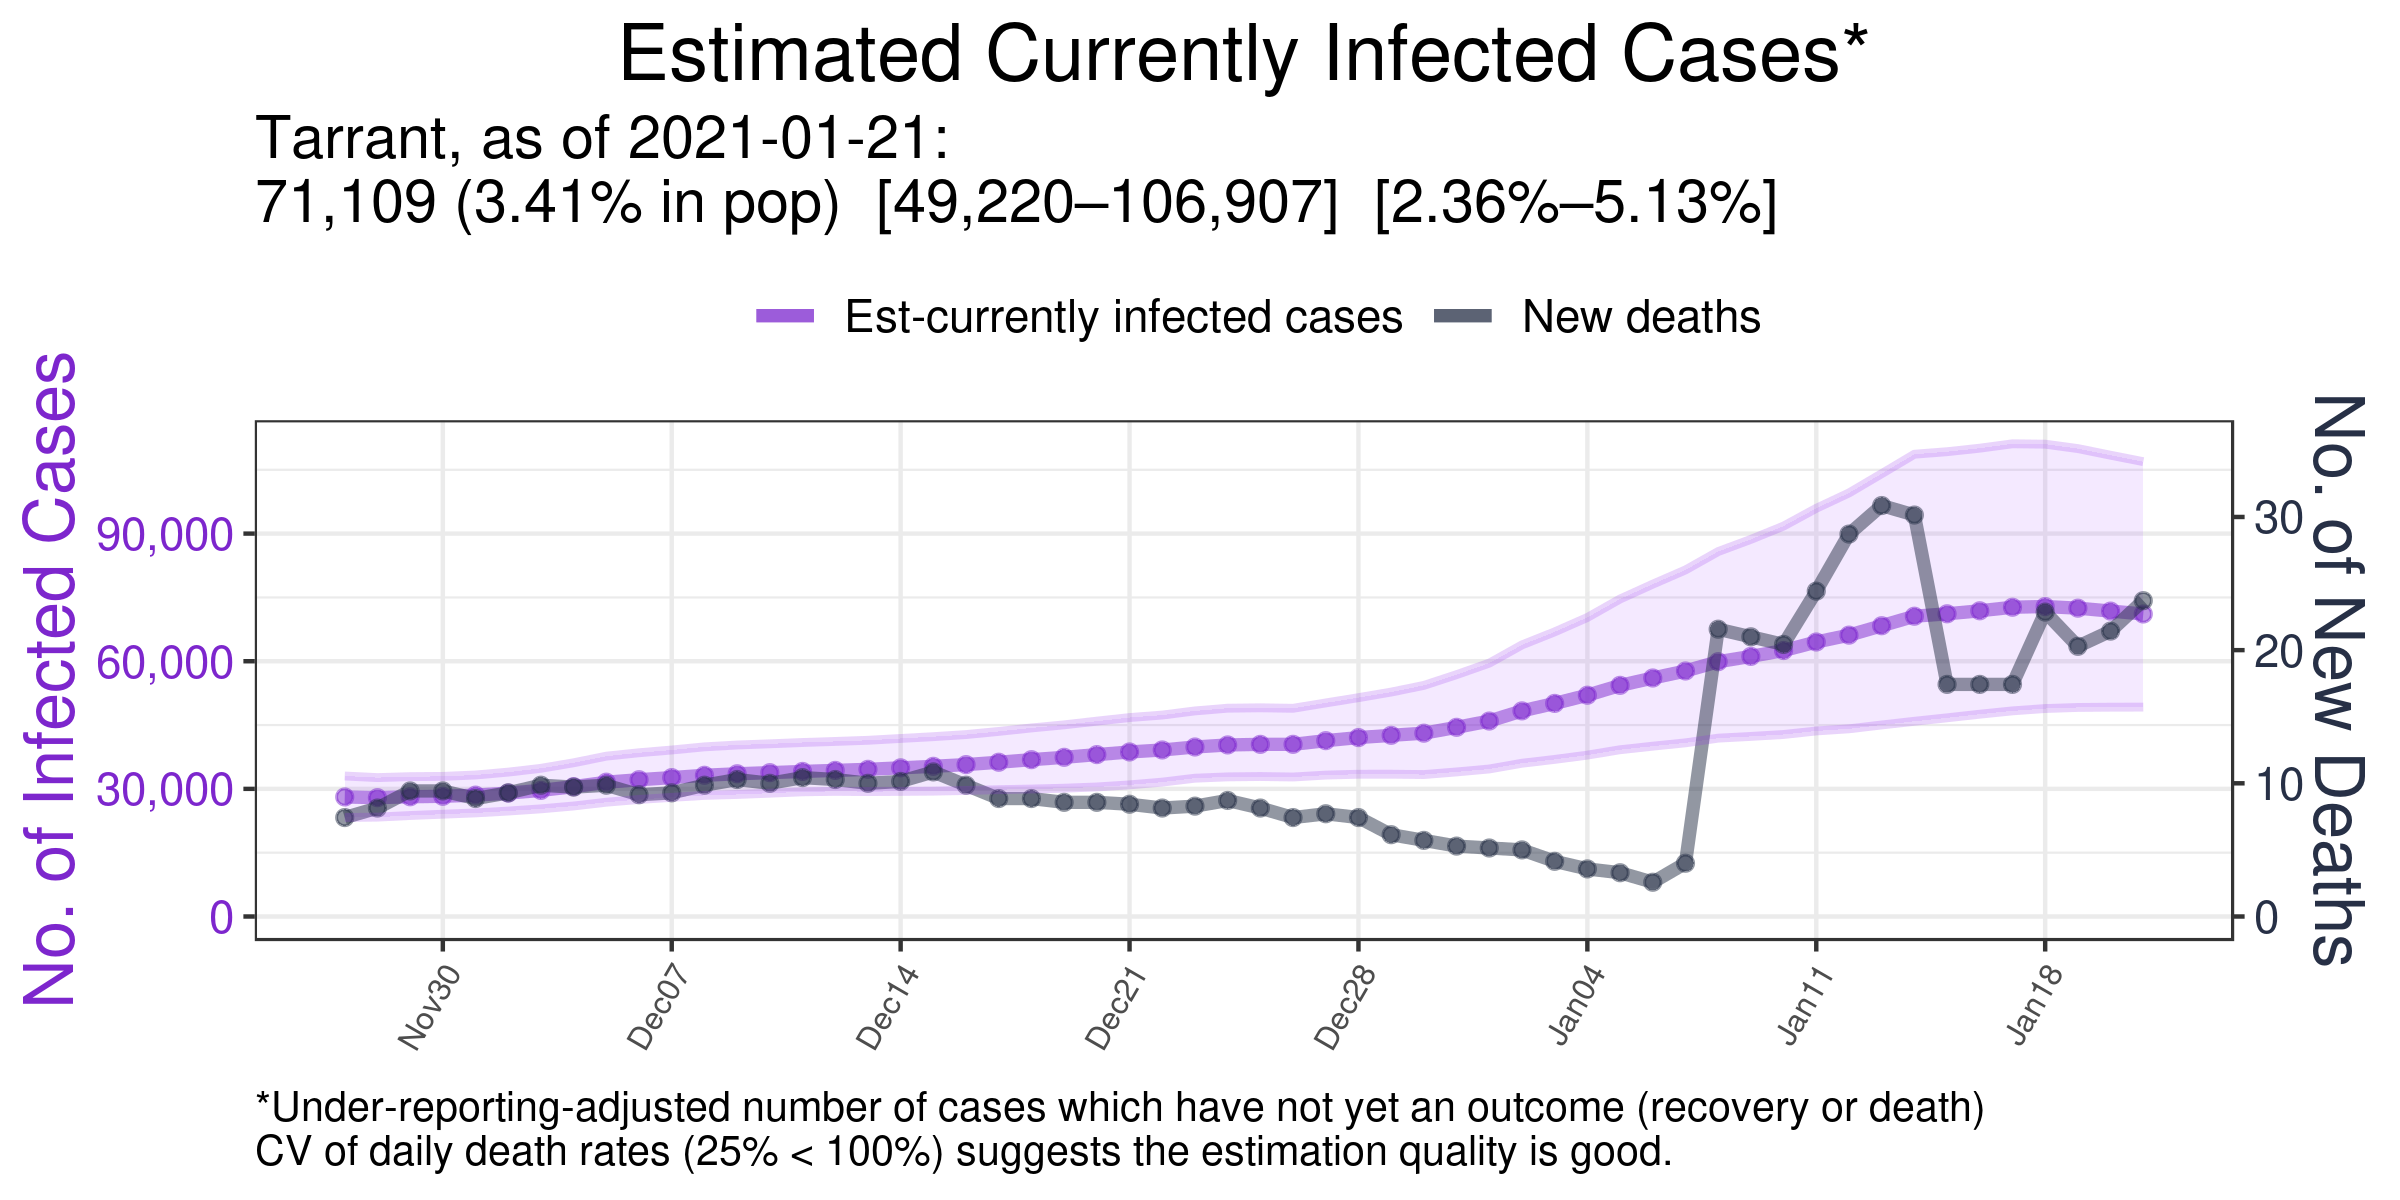 Estimated Currently Infected Cases*
Tarrant, as of 2021-01-21:
71,109 (3.41% in pop)  [49,220–106,907]  [2.36%–5.13%]
Est-currently infected cases
New deaths
No. of Infected Cases
90,000
60,000
30,000
0
30
20
10
0
No. of New Deaths
Nov30
Dec07
Dec14
Dec21
Dec28
Jan04
Jan11
Jan18
*Under-reporting-adjusted number of cases which have not yet an outcome (recovery or death)
CV of daily death rates (25% < 100%) suggests the estimation quality is good.